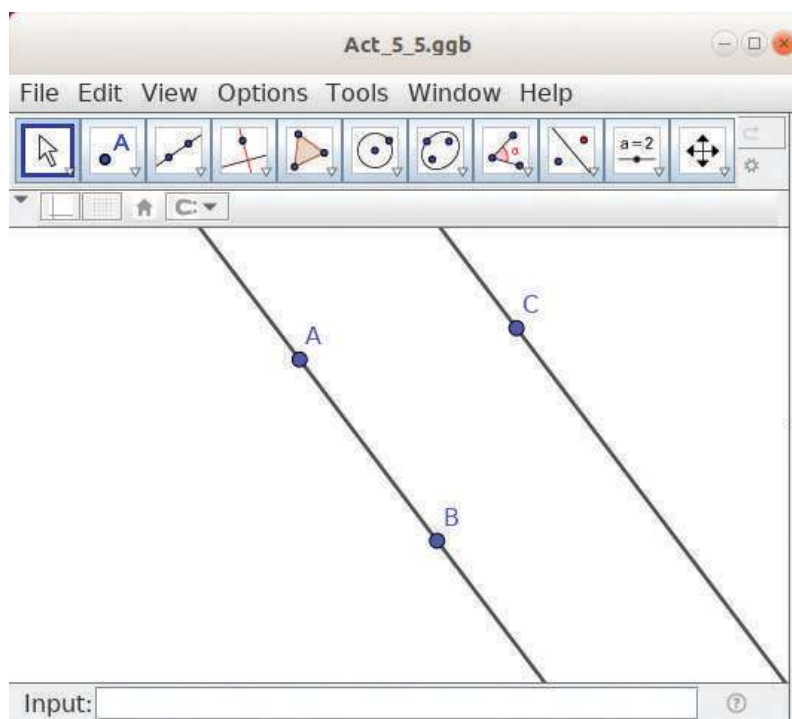 Act_5_5.ggb
File Edit View Options Tools Window Help
A
α
a=2
A
C
B
Input: